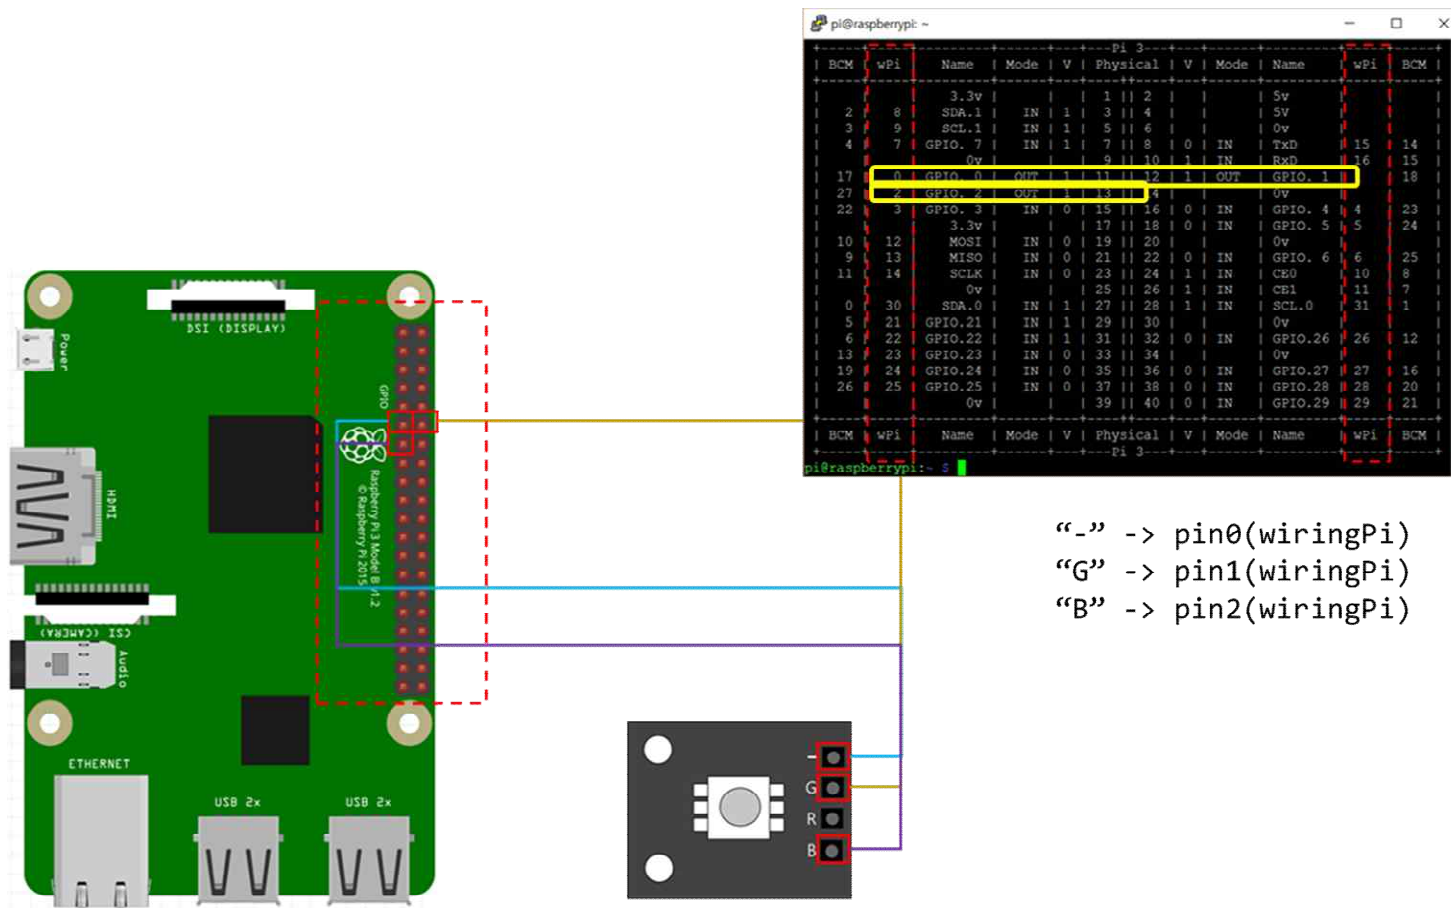 pi@raspberrypi: ~
Pi 3
| BCM | wPi | Name | Mode | V | Physical | V | Mode | Name | wPi | BCM |
| | | 3.3v | | | 1 || 2 | | | 5v | | |
| 2 | 8 | SDA.1 | IN | 1 | 3 || 4 | | | 5V | | |
| 3 | 9 | SCL.1 | IN | 1 | 5 || 6 | | | 0v | | |
| 4 | 7 | GPIO. 7 | IN | 1 | 7 || 8 | 0 | IN | TxD | 15 | 14 |
| | | 0v | | | 9 || 10 | 1 | IN | RxD | 16 | 15 |
| 17 | 0 | GPIO. 0 | OUT | 1 | 11 || 12 | 1 | OUT | GPIO. 1 | | 18 |
| 27 | 2 | GPIO. 2 | OUT | 1 | 13 || 14 | | | 0v | | |
| 22 | 3 | GPIO. 3 | IN | 0 | 15 || 16 | 0 | IN | GPIO. 4 | 4 | 23 |
| | | 3.3v | | | 17 || 18 | 0 | IN | GPIO. 5 | 5 | 24 |
| 10 | 12 | MOSI | IN | 0 | 19 || 20 | | | 0v | | |
| 9 | 13 | MISO | IN | 0 | 21 || 22 | 0 | IN | GPIO. 6 | 6 | 25 |
| 11 | 14 | SCLK | IN | 0 | 23 || 24 | 1 | IN | CE0 | 10 | 8 |
| | | 0v | | | 25 || 26 | 1 | IN | CE1 | 11 | 7 |
| 0 | 30 | SDA.0 | IN | 1 | 27 || 28 | 1 | IN | SCL.0 | 31 | 1 |
| 5 | 21 | GPIO.21 | IN | 1 | 29 || 30 | | | 0v | | |
| 6 | 22 | GPIO.22 | IN | 1 | 31 || 32 | 0 | IN | GPIO.26 | 26 | 12 |
| 13 | 23 | GPIO.23 | IN | 0 | 33 || 34 | | | 0v | | |
| 19 | 24 | GPIO.24 | IN | 0 | 35 || 36 | 0 | IN | GPIO.27 | 27 | 16 |
| 26 | 25 | GPIO.25 | IN | 0 | 37 || 38 | 0 | IN | GPIO.28 | 28 | 20 |
| | | 0v | | | 39 || 40 | 0 | IN | GPIO.29 | 29 | 21 |
| BCM | wPi | Name | Mode | V | Physical | V | Mode | Name | wPi | BCM |
Pi 3
pi@raspberrypi:~ $
“-” -> pin0(wiringPi)
“G” -> pin1(wiringPi)
“B” -> pin2(wiringPi)
DSI (DISPLAY)
Power
GPIO
HDMI
Raspberry Pi 3 Model B V1.2
© Raspberry Pi 2015
CSI (CAMERA)
Audio
ETHERNET
USB 2x
USB 2x
-
G
R
B